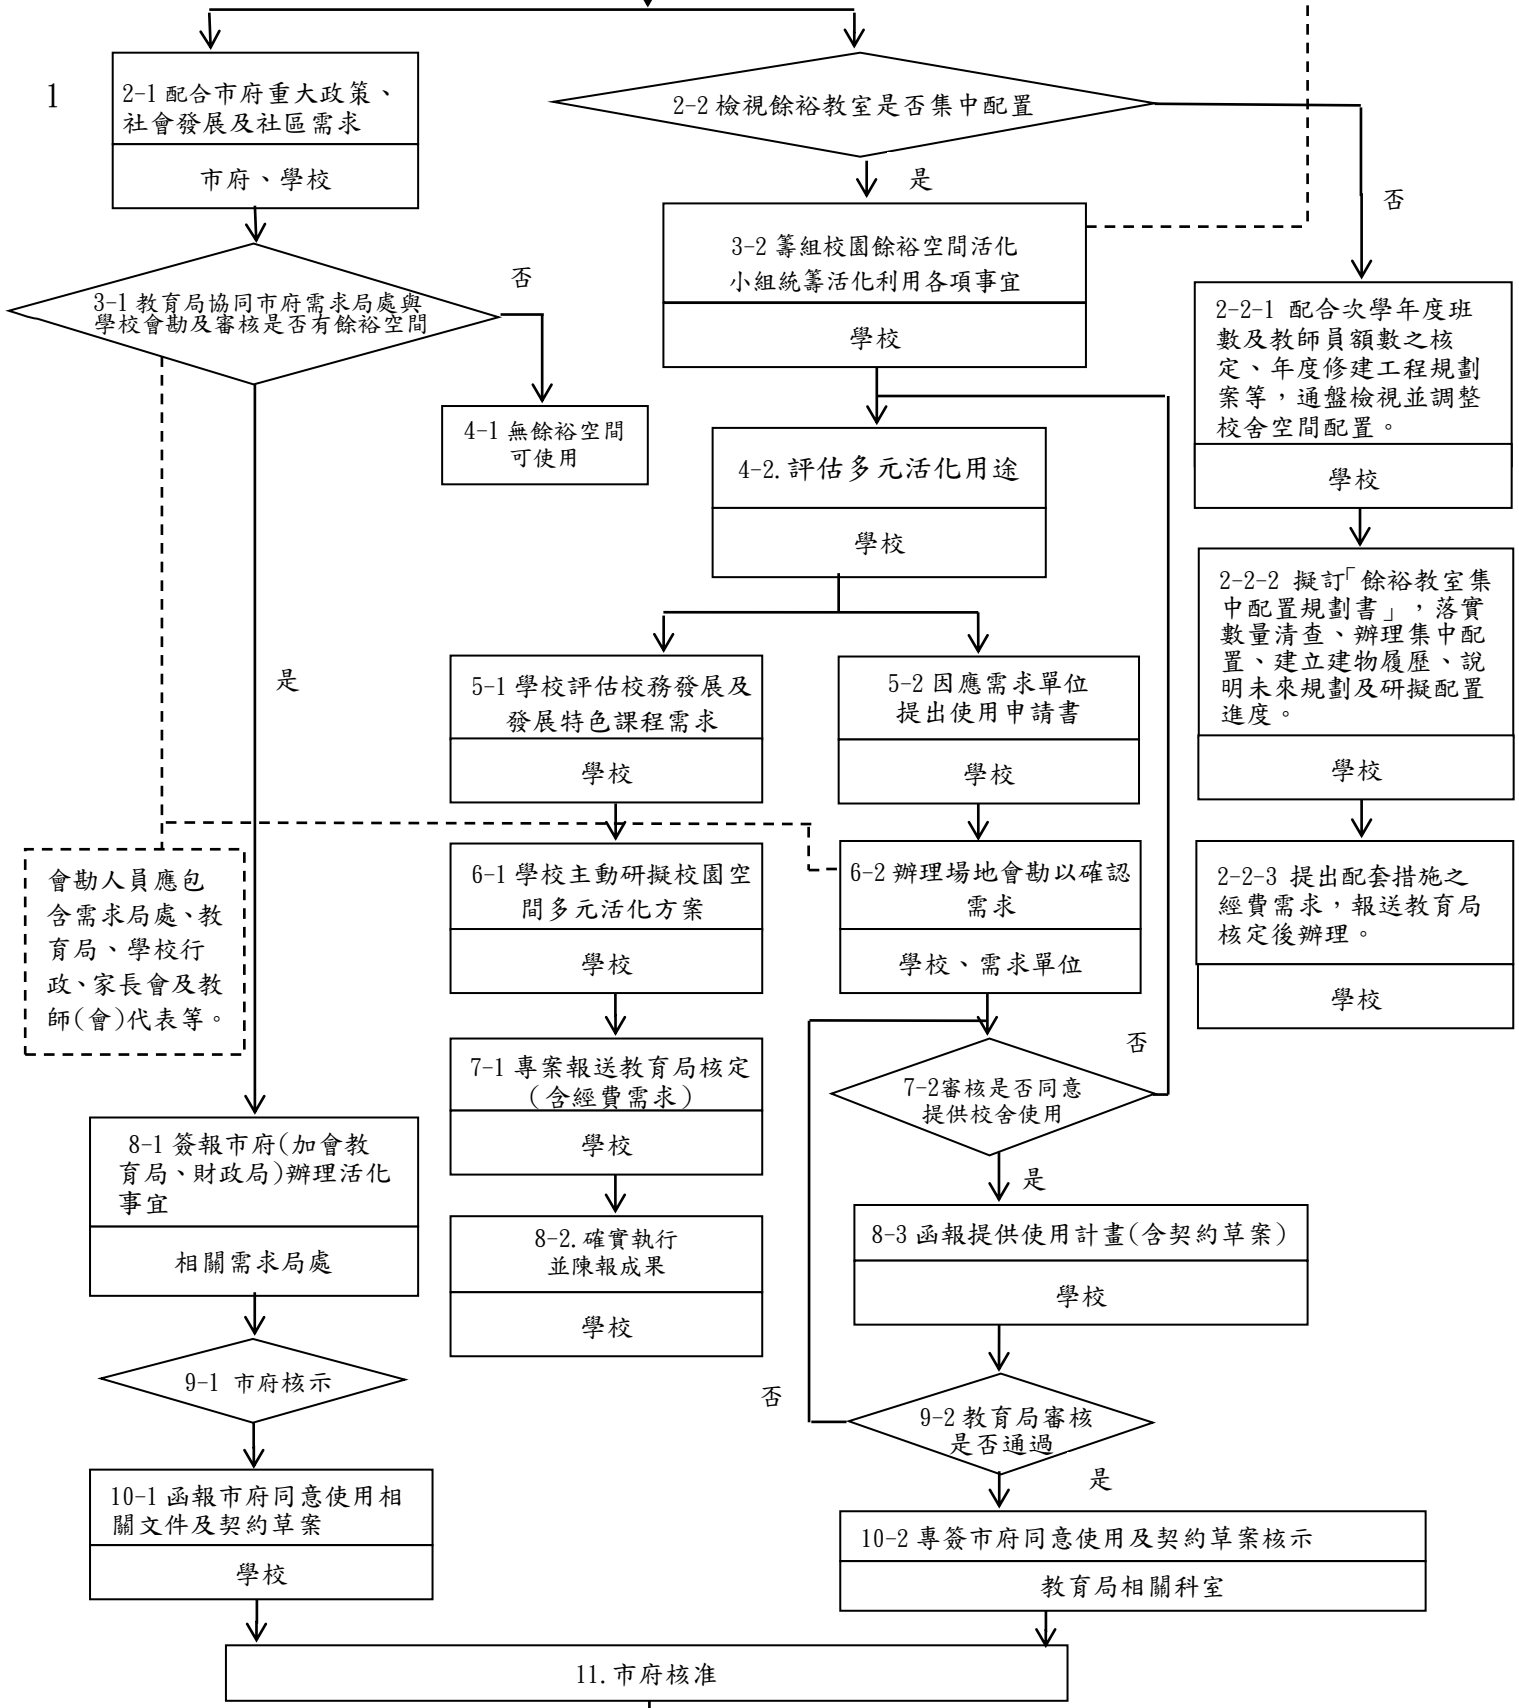 1
2-1 配合市府重大政策、
社會發展及社區需求
市府、學校
2-2 檢視餘裕教室是否集中配置
是
否
3-1 教育局協同市府需求局處與
學校會勘及審核是否有餘裕空間
否
是
3-2 籌組校園餘裕空間活化
小組統籌活化利用各項事宜
學校
2-2-1 配合次學年度班
數及教師員額數之核
定、年度修建工程規劃
案等，通盤檢視並調整
校舍空間配置。
學校
4-1 無餘裕空間
可使用
4-2.評估多元活化用途
學校
2-2-2 擬訂「餘裕教室集
中配置規劃書」，落實
數量清查、辦理集中配
置、建立建物履歷、說
明未來規劃及研擬配置
進度。
學校
5-1 學校評估校務發展及
發展特色課程需求
學校
5-2 因應需求單位
提出使用申請書
學校
會勘人員應包
含需求局處、教
育局、學校行
政、家長會及教
師(會)代表等。
6-1 學校主動研擬校園空
間多元活化方案
學校
6-2 辦理場地會勘以確認
需求
學校、需求單位
2-2-3 提出配套措施之
經費需求，報送教育局
核定後辦理。
學校
7-1 專案報送教育局核定
(含經費需求)
學校
7-2審核是否同意
提供校舍使用
否
是
8-1 簽報市府(加會教
育局、財政局)辦理活化
事宜
相關需求局處
8-2.確實執行
並陳報成果
學校
8-3 函報提供使用計畫(含契約草案)
學校
9-1 市府核示
9-2 教育局審核
是否通過
否
是
10-1 函報市府同意使用相
關文件及契約草案
學校
10-2 專簽市府同意使用及契約草案核示
教育局相關科室
11.市府核准